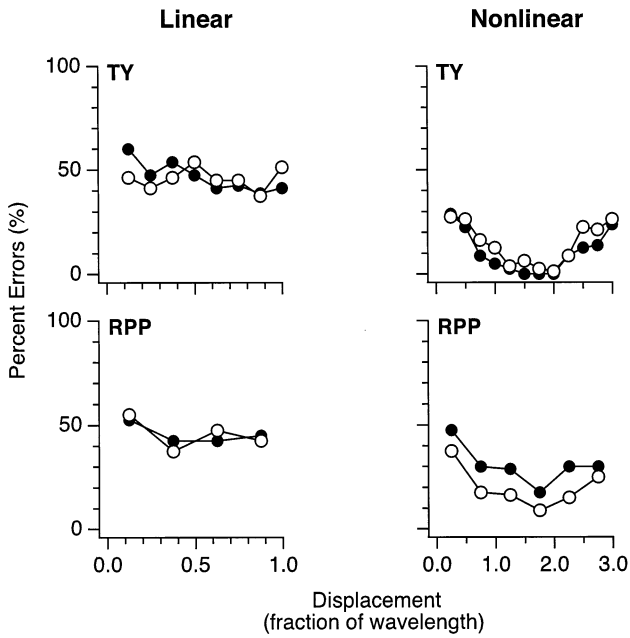 Linear
Nonlinear
100
TY
TY
50
0
Percent Errors (%)
100
RPP
RPP
50
0
0.0 0.5 1.0
0.0 1.0 2.0 3.0
Displacement
(fraction of wavelength)